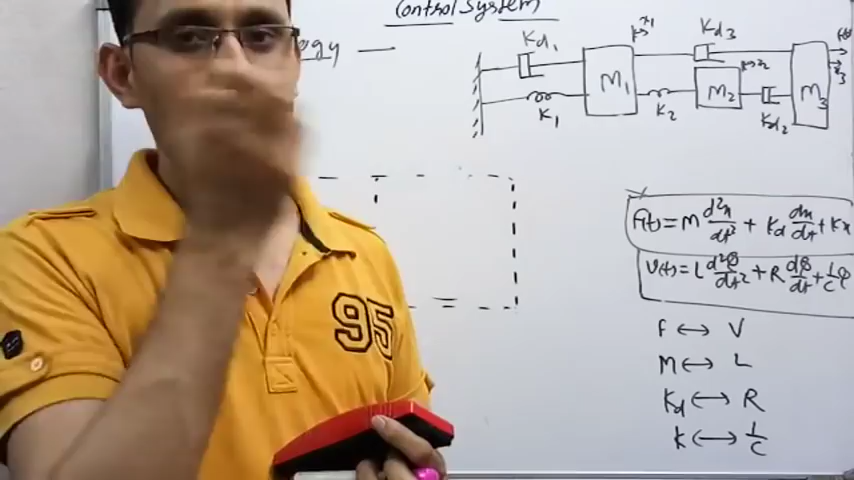 Control System
ogy
Kd1
K1
M1
x1
K2
Kd3
M2
x2
Kd2
M3
f(t)
x3
f(t) = M d²x/dt² + Kd dx/dt + Kx
V(t) = L d²Q/dt² + R dQ/dt + 1/C Q
F ↔ V
M ↔ L
Kd ↔ R
K ↔ 1/C
95